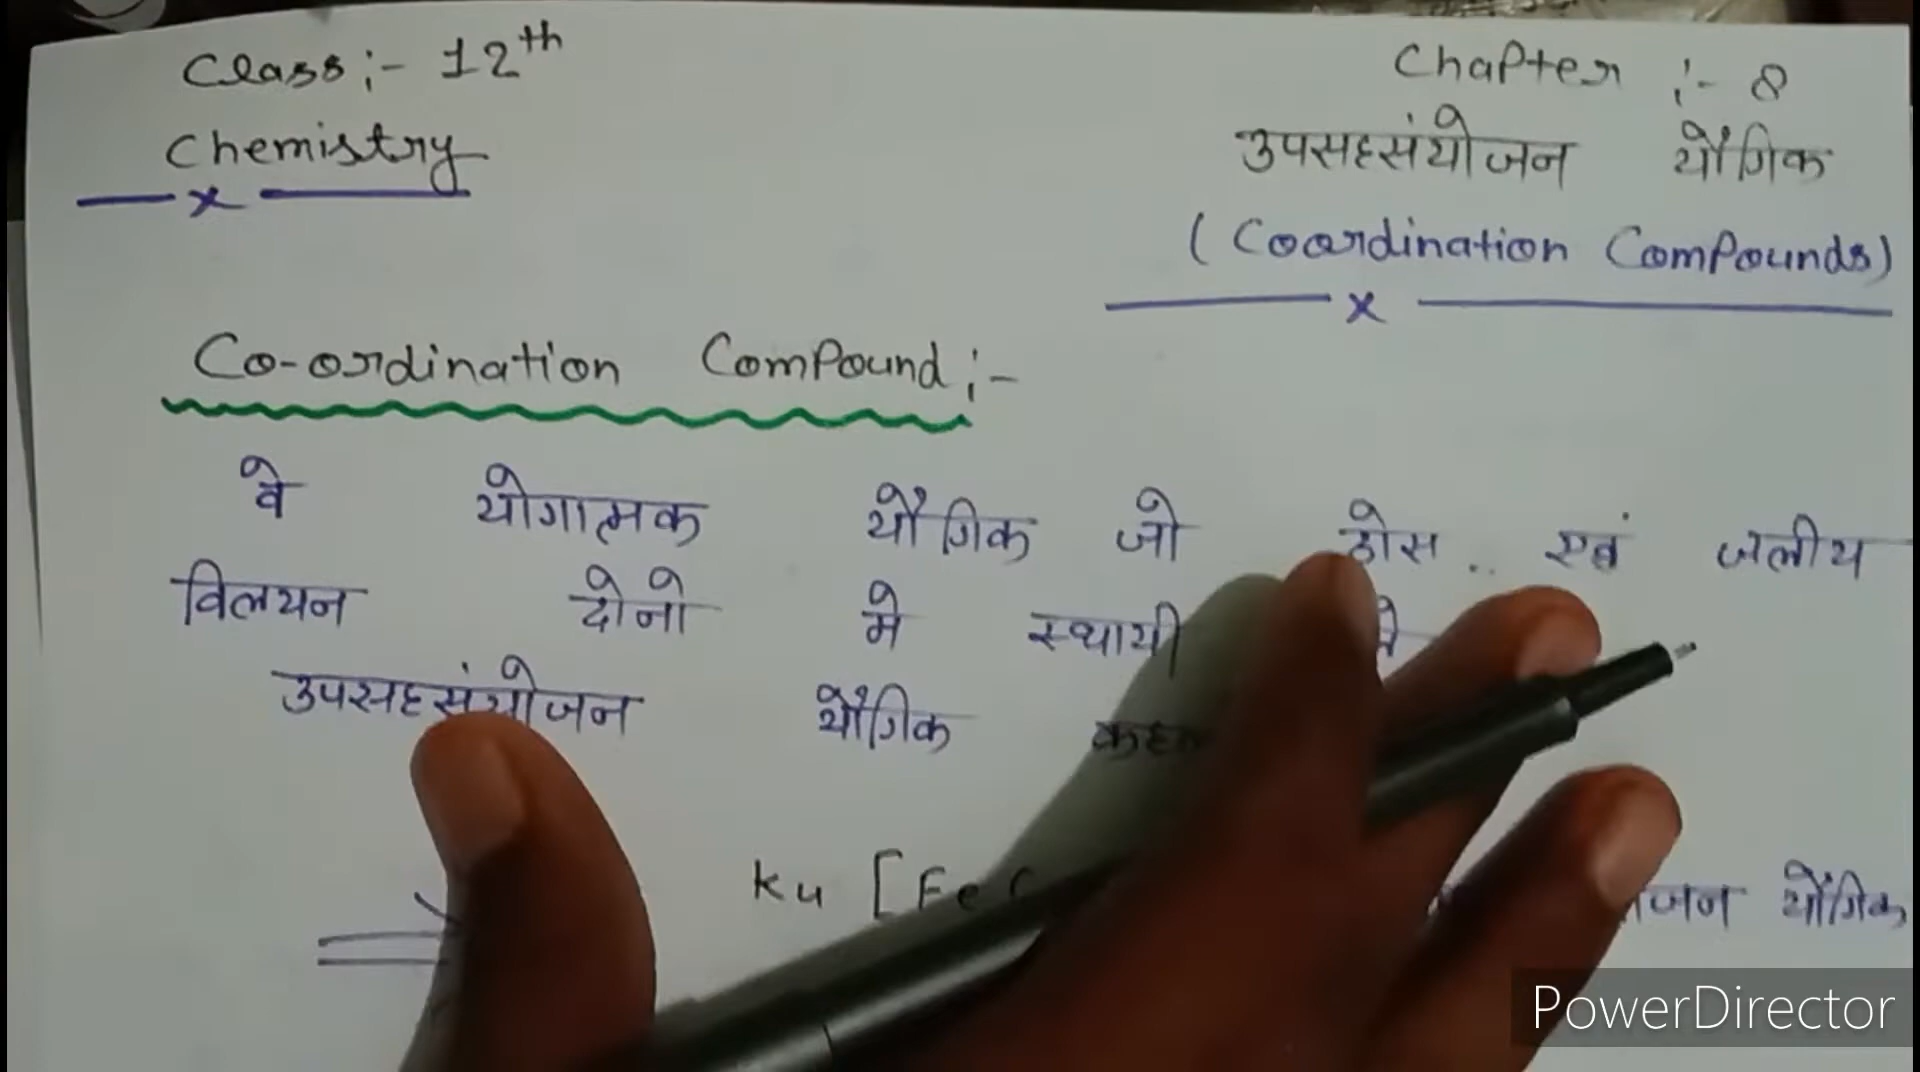 Class :- 12th
Chemistry
Chapter :- 8
उपसहसंयोजन यौगिक
(Coordination Compounds)
Co-ordination Compound :-
वे योगात्मक यौगिक जो ठोस एवं जलीय
विलयन दोनो मे स्थायी
उपसहसंयोजन यौगिक
K4 [Fe यौगिक
PowerDirector